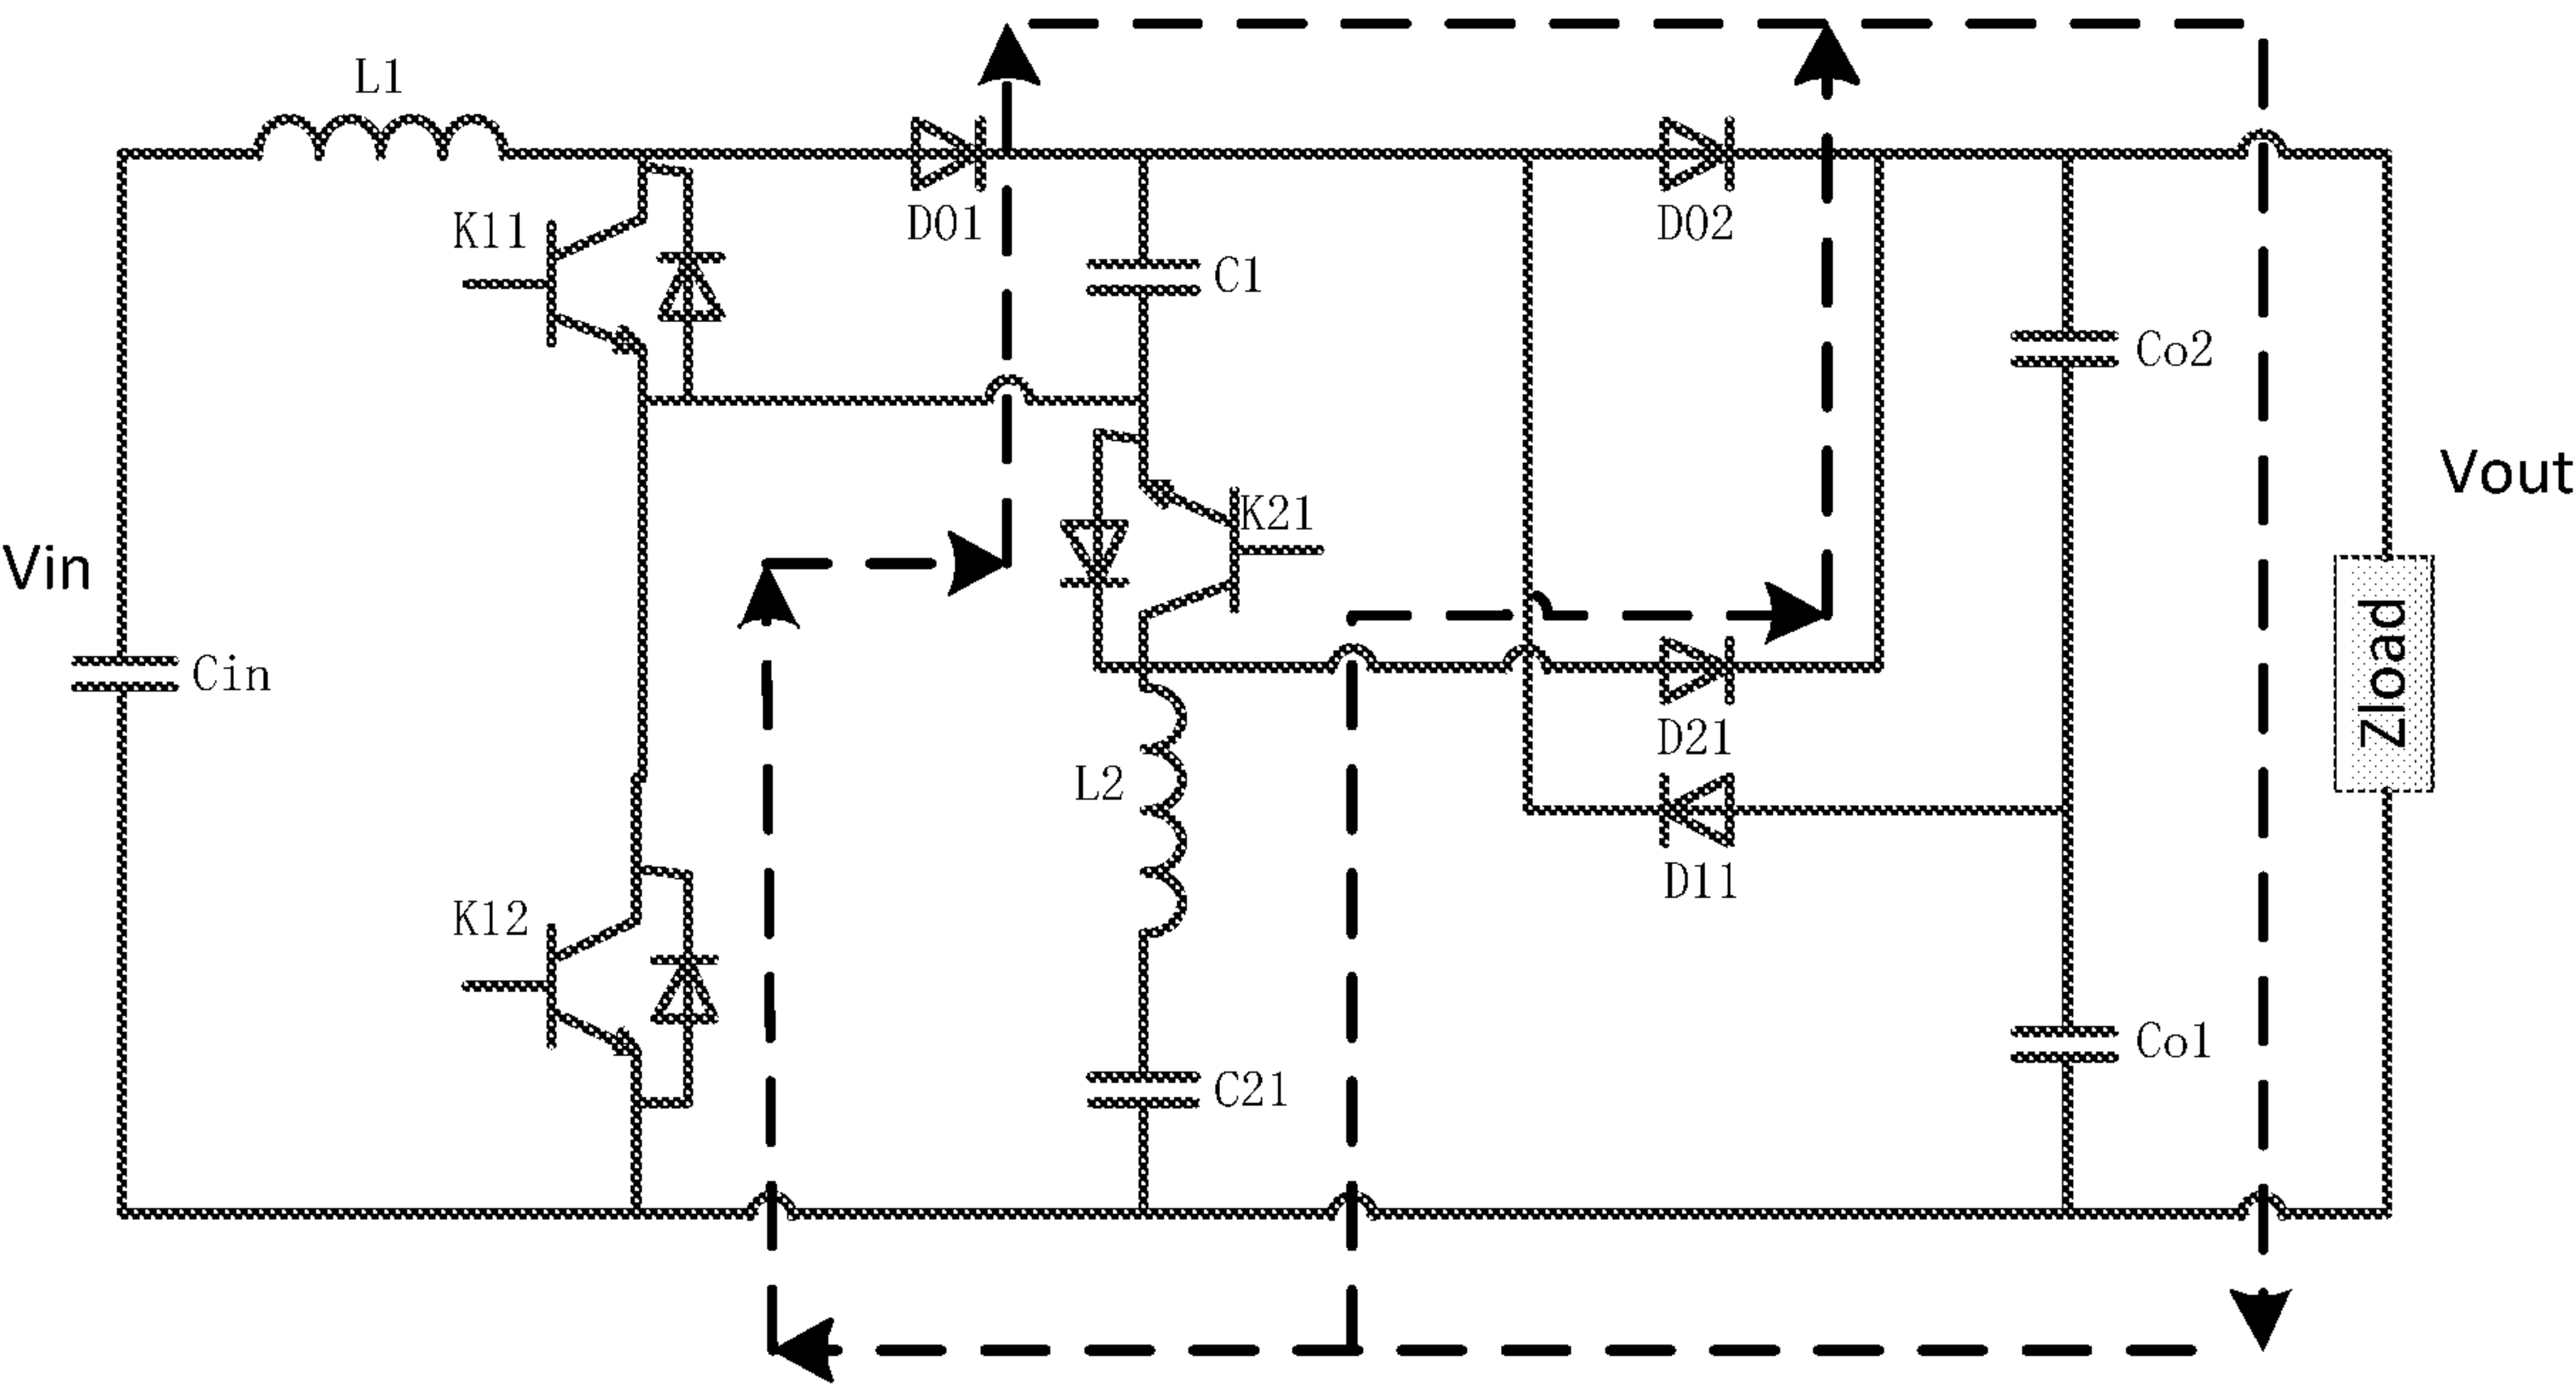 L1
K11
D01
C1
D02
Co2
Vin
Cin
K21
Vout
Zload
D21
L2
D11
K12
C21
Co1